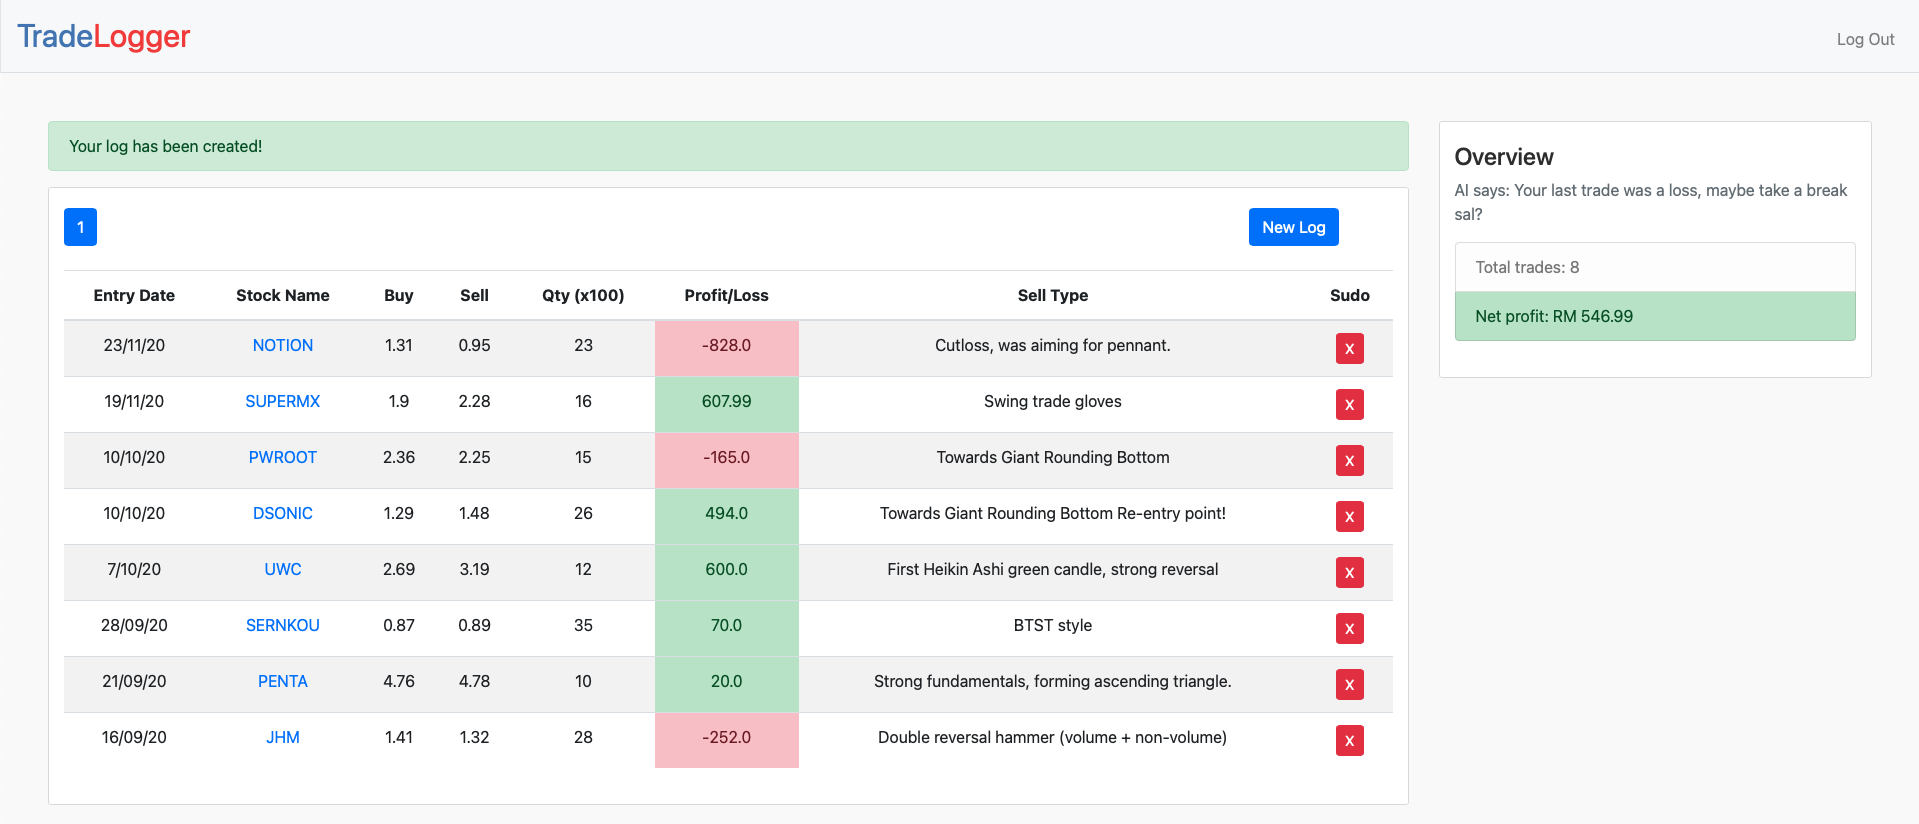 TradeLogger
Log Out
Your log has been created!
1
New Log
Entry Date Stock Name Buy Sell Qty (x100) Profit/Loss Sell Type Sudo
23/11/20 NOTION 1.31 0.95 23 -828.0 Cutloss, was aiming for pennant. X
19/11/20 SUPERMX 1.9 2.28 16 607.99 Swing trade gloves X
10/10/20 PWROOT 2.36 2.25 15 -165.0 Towards Giant Rounding Bottom X
10/10/20 DSONIC 1.29 1.48 26 494.0 Towards Giant Rounding Bottom Re-entry point! X
7/10/20 UWC 2.69 3.19 12 600.0 First Heikin Ashi green candle, strong reversal X
28/09/20 SERNKOU 0.87 0.89 35 70.0 BTST style X
21/09/20 PENTA 4.76 4.78 10 20.0 Strong fundamentals, forming ascending triangle. X
16/09/20 JHM 1.41 1.32 28 -252.0 Double reversal hammer (volume + non-volume) X
Overview
AI says: Your last trade was a loss, maybe take a break
sal?
Total trades: 8
Net profit: RM 546.99